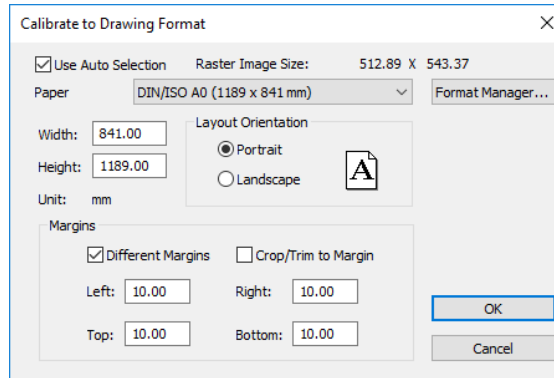 Calibrate to Drawing Format
Use Auto Selection Raster Image Size: 512.89 X 543.37
Paper DIN/ISO A0 (1189 x 841 mm) Format Manager...
Layout Orientation
Width: 841.00
Portrait
Height: 1189.00
Landscape
A
Unit: mm
Margins
Different Margins Crop/Trim to Margin
Left: 10.00 Right: 10.00
Top: 10.00 Bottom: 10.00
OK
Cancel